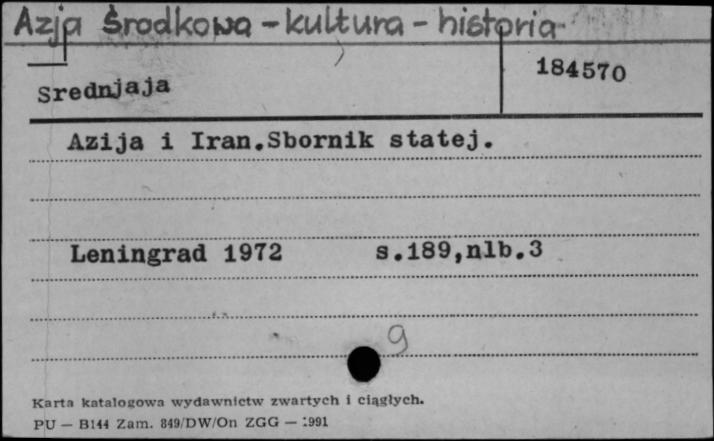 Azja Środkowa - kultura - historia
184570
Srednjaja
Azija i Iran.Sbornik statej.
Leningrad 1972 s.189,nlb.3
9
Karta katalogowa wydawnictw zwartych i ciągłych.
PU — B144 Zam. 849/DW/On ZGG — 1991